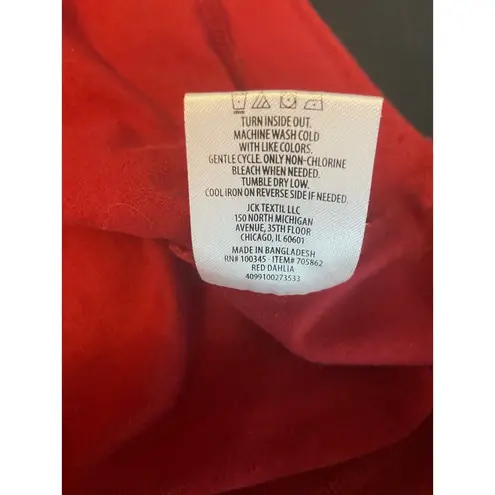 TURN INSIDE OUT.
MACHINE WASH COLD
WITH LIKE COLORS.
GENTLE CYCLE. ONLY NON-CHLORINE
BLEACH WHEN NEEDED.
TUMBLE DRY LOW.
COOL IRON ON REVERSE SIDE IF NEEDED.
JCK TEXTIL LLC
150 NORTH MICHIGAN
AVENUE, 35TH FLOOR
CHICAGO, IL 60601
MADE IN BANGLADESH
RN# 100345 · ITEM# 705862
RED DAHLIA
4099100273533